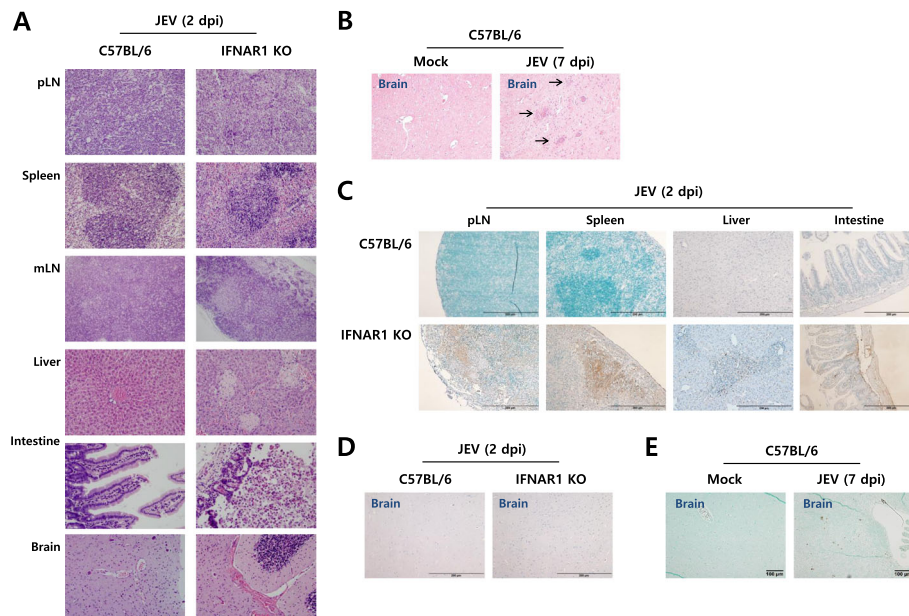 A
JEV (2 dpi)
C57BL/6 IFNAR1 KO
pLN
Spleen
mLN
Liver
Intestine
Brain
B
C57BL/6
Mock JEV (7 dpi)
Brain Brain
C
JEV (2 dpi)
pLN Spleen Liver Intestine
C57BL/6
IFNAR1 KO
D
JEV (2 dpi)
C57BL/6 IFNAR1 KO
Brain Brain
E
C57BL/6
Mock JEV (7 dpi)
Brain Brain
100 μm 100 μm